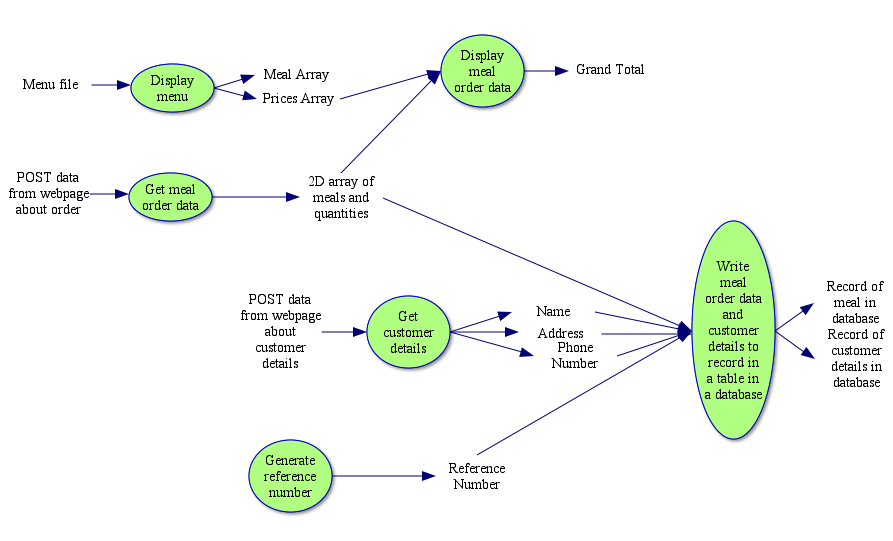 Menu file
Display
menu
Meal Array
Prices Array
Display
meal
order data
Grand Total
POST data
from webpage
about order
Get meal
order data
2D array of
meals and
quantities
POST data
from webpage
about
customer
details
Get
customer
details
Name
Address
Phone
Number
Generate
reference
number
Reference
Number
Write
meal
order data
and
customer
details to
record in
a table in
a database
Record of
meal in
database
Record of
customer
details in
database